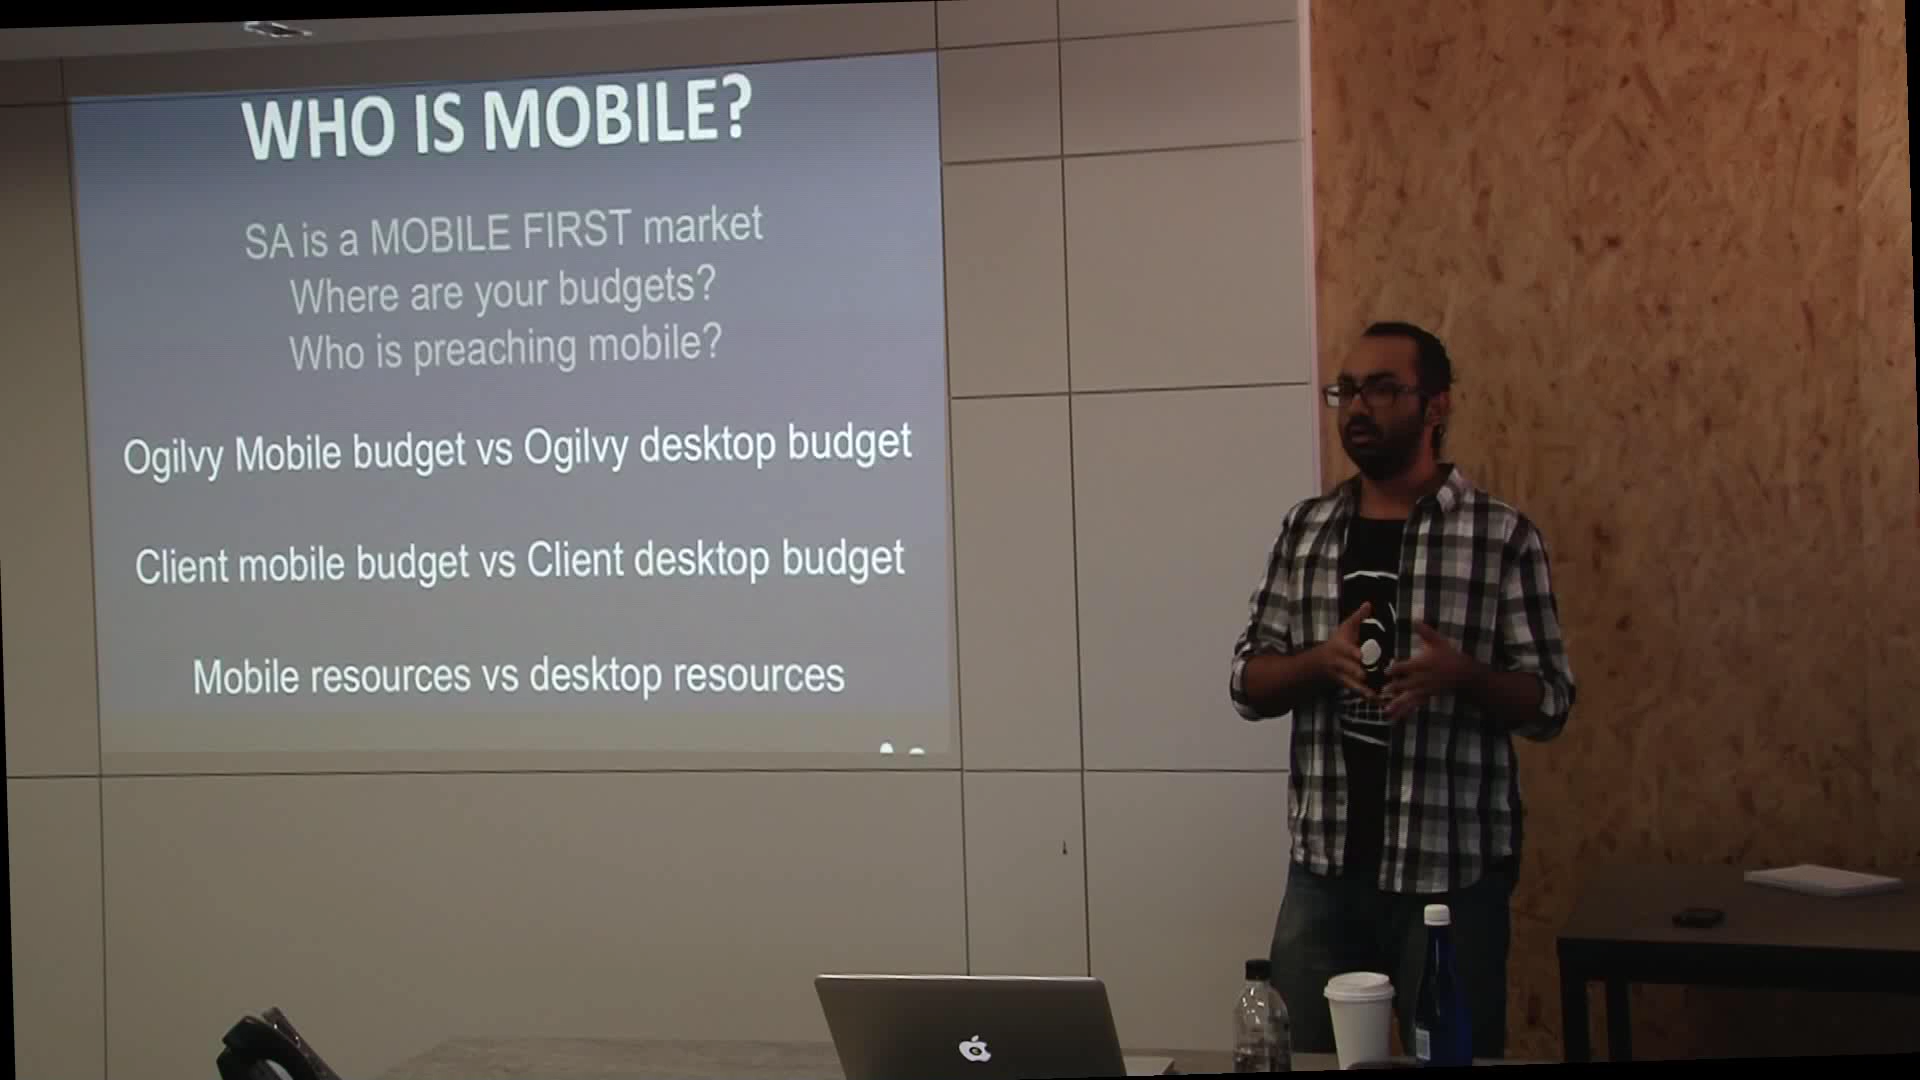 WHO IS MOBILE?
SA is a MOBILE FIRST market
Where are your budgets?
Who is preaching mobile?
Ogilvy Mobile budget vs Ogilvy desktop budget
Client mobile budget vs Client desktop budget
Mobile resources vs desktop resources